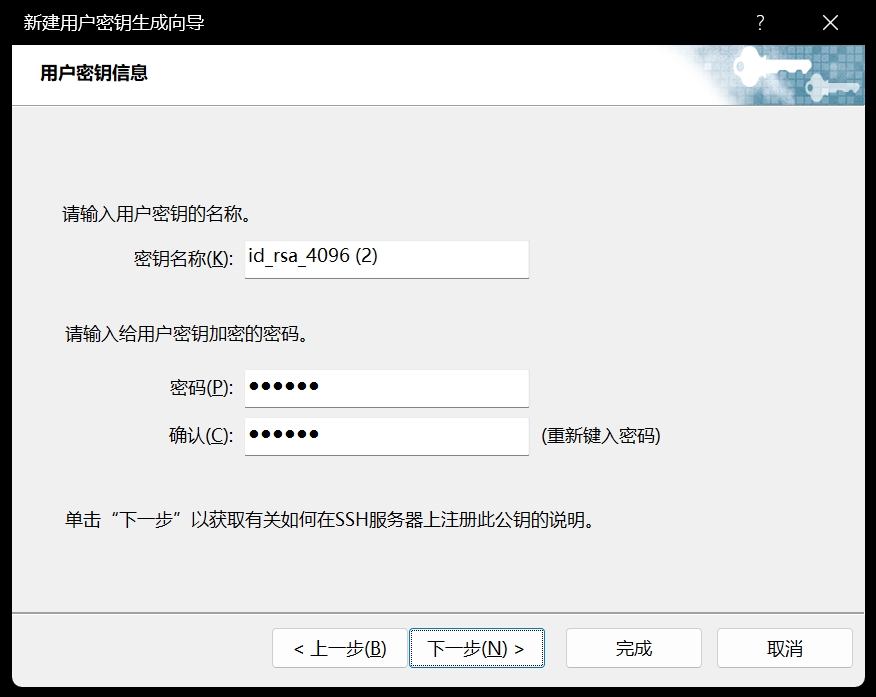 新建用户密钥生成向导 ?
用户密钥信息
请输入用户密钥的名称。
密钥名称(K): id_rsa_4096 (2)
请输入给用户密钥加密的密码。
密码(P): ●●●●●●
确认(C): ●●●●●● (重新键入密码)
单击“下一步”以获取有关如何在SSH服务器上注册此公钥的说明。
< 上一步(B) 下一步(N) > 完成 取消